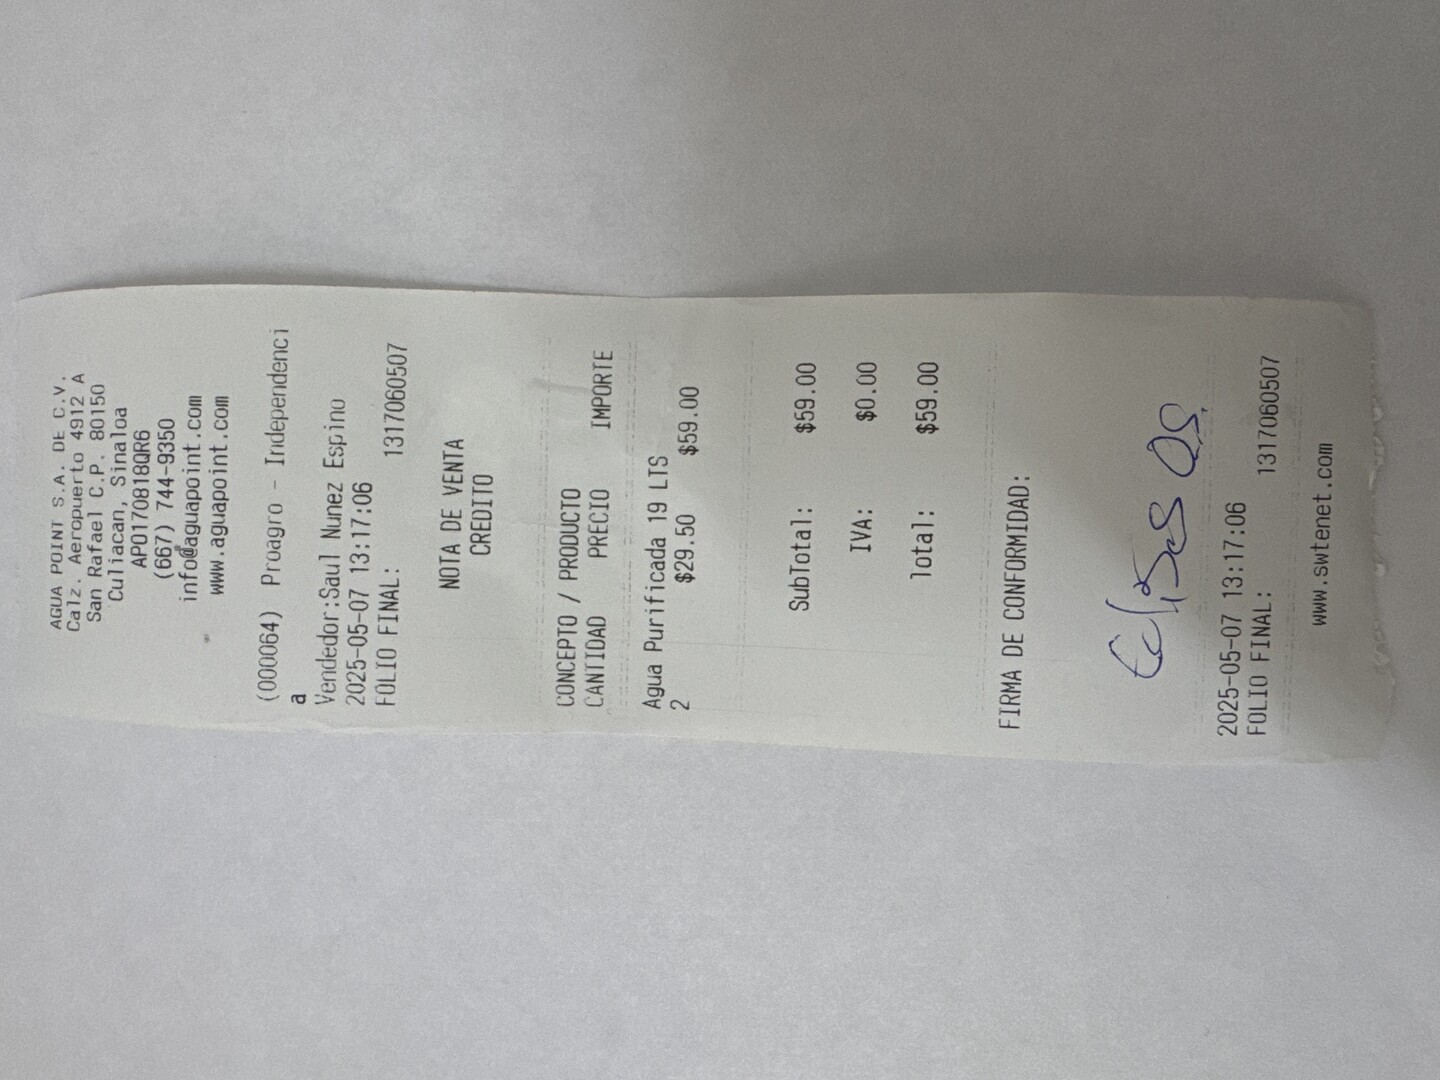 AGUA POINT S.A. DE C.V.
Calz. Aeropuerto 4912 A
San Rafael C.P. 80150
Culiacan, Sinaloa
APO170818QR6
(667) 744-9350
info@aguapoint.com
www.aguapoint.com
(000064) Proagro - Independenci
a
Vendedor:Saul Nunez Espino
2025-05-07 13:17:06
FOLIO FINAL: 1317060507
NOTA DE VENTA
CREDITO
CONCEPTO / PRODUCTO
CANTIDAD PRECIO IMPORTE
Agua Purificada 19 LTS
2 $29.50 $59.00
SubTotal: $59.00
IVA: $0.00
Total: $59.00
FIRMA DE CONFORMIDAD:
2025-05-07 13:17:06
FOLIO FINAL: 1317060507
www.swtenet.com